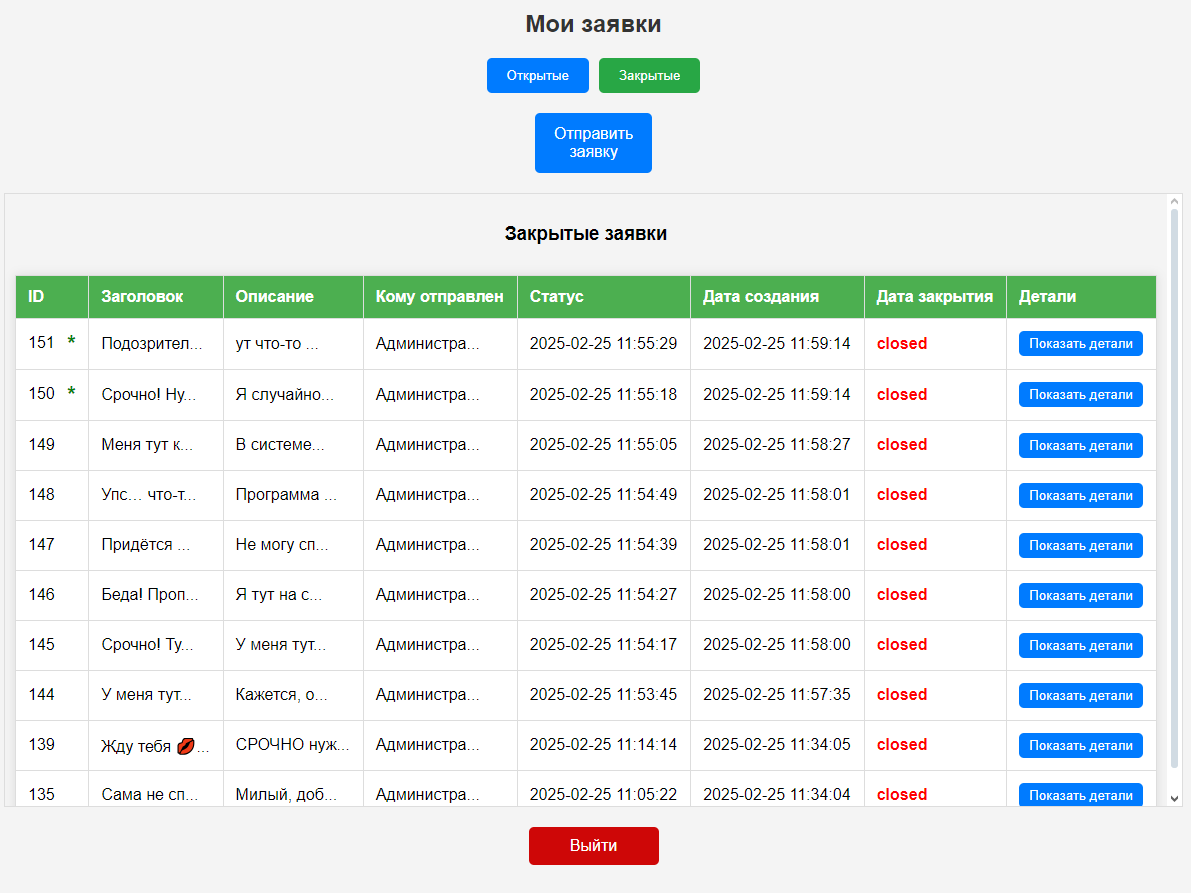 Мои заявки
Открытые Закрытые
Отправить
заявку
Закрытые заявки
ID Заголовок Описание Кому отправлен Статус Дата создания Дата закрытия Детали
151 * Подозрител... ут что-то ... Администра... 2025-02-25 11:55:29 2025-02-25 11:59:14 closed Показать детали
150 * Срочно! Ну... Я случайно... Администра... 2025-02-25 11:55:18 2025-02-25 11:59:14 closed Показать детали
149 Меня тут к... В системе... Администра... 2025-02-25 11:55:05 2025-02-25 11:58:27 closed Показать детали
148 Упс… что-т... Программа ... Администра... 2025-02-25 11:54:49 2025-02-25 11:58:01 closed Показать детали
147 Придётся ... Не могу сп... Администра... 2025-02-25 11:54:39 2025-02-25 11:58:01 closed Показать детали
146 Беда! Проп... Я тут на с... Администра... 2025-02-25 11:54:27 2025-02-25 11:58:00 closed Показать детали
145 Срочно! Ту... У меня тут... Администра... 2025-02-25 11:54:17 2025-02-25 11:58:00 closed Показать детали
144 У меня тут... Кажется, о... Администра... 2025-02-25 11:53:45 2025-02-25 11:57:35 closed Показать детали
139 Жду тебя 💋... СРОЧНО нуж... Администра... 2025-02-25 11:14:14 2025-02-25 11:34:05 closed Показать детали
135 Сама не сп... Милый, доб... Администра... 2025-02-25 11:05:22 2025-02-25 11:34:04 closed Показать детали
Выйти